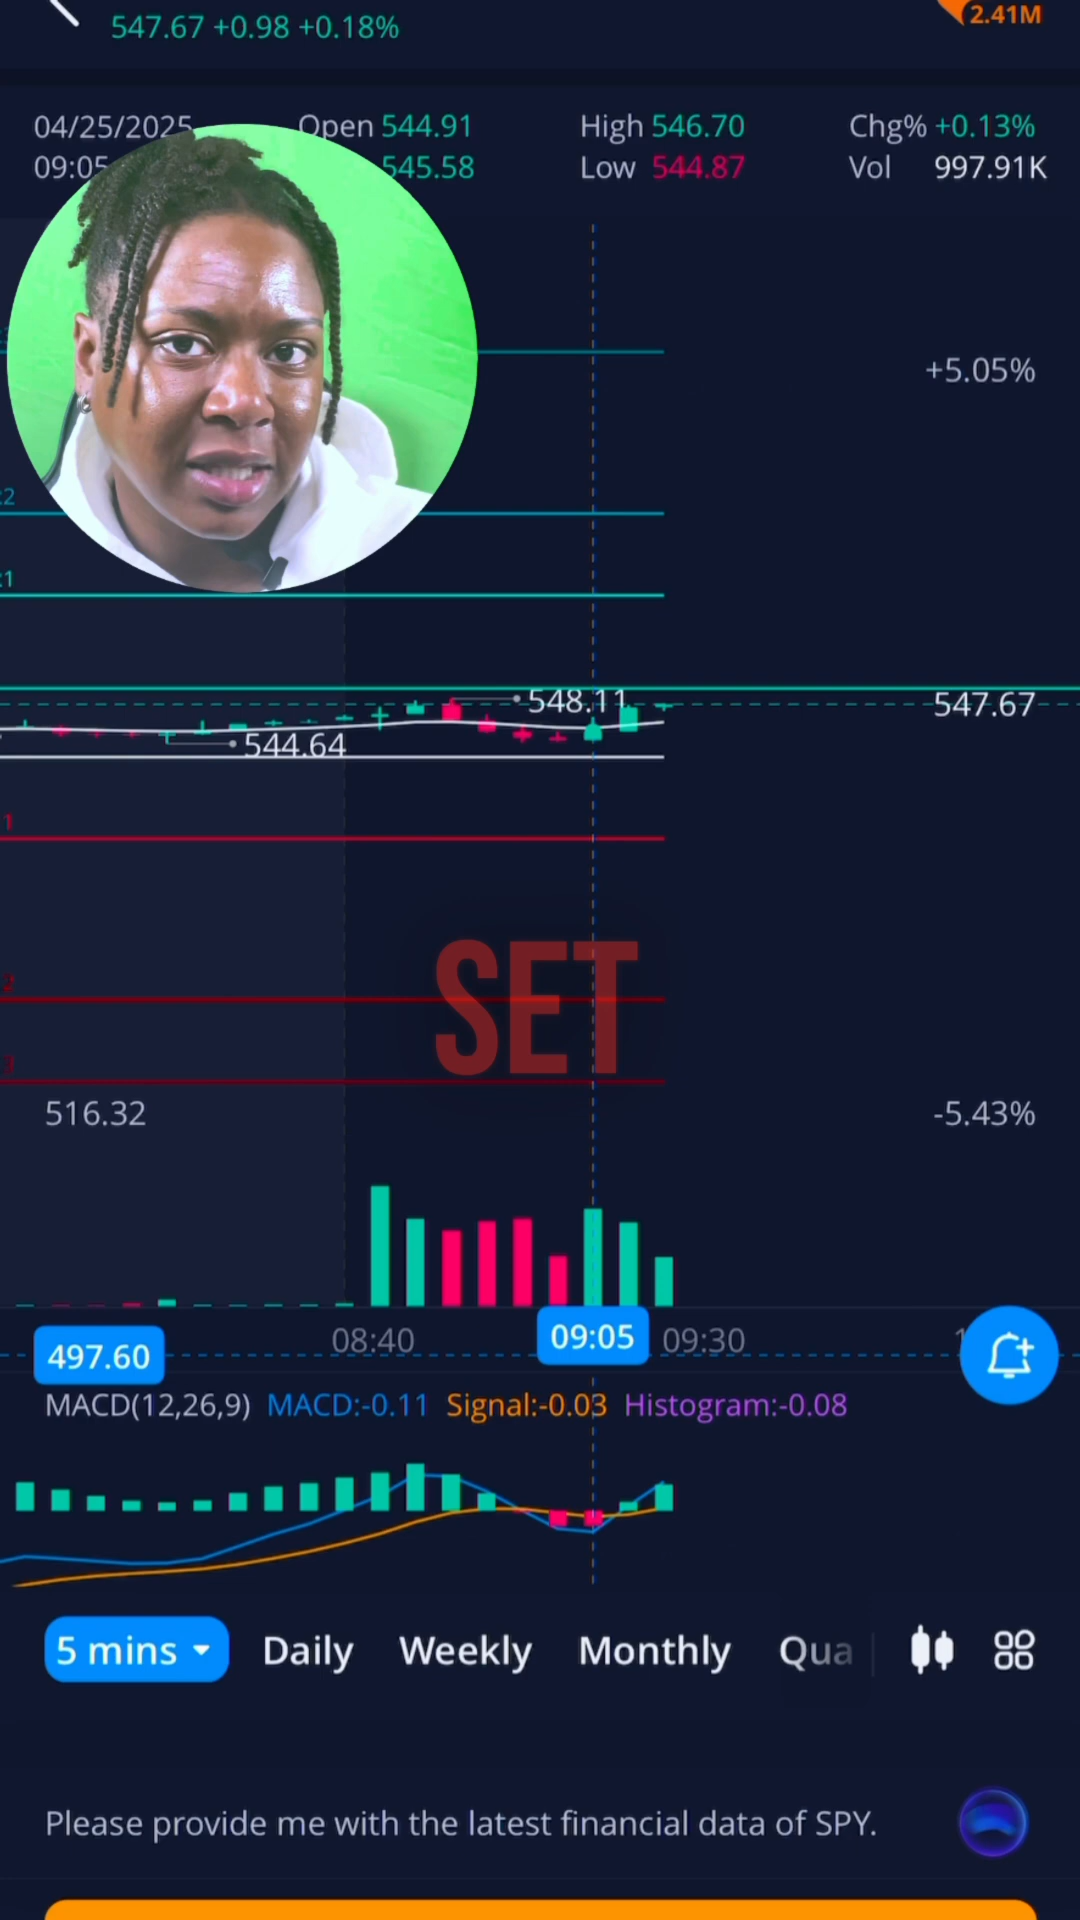 547.67 +0.98 +0.18%
2.41M
04/25/2025 Open 544.91 High 546.70 Chg% +0.13%
09:05 545.58 Low 544.87 Vol 997.91K
+5.05%
548.11
547.67
544.64
SET
516.32
-5.43%
08:40 09:05 09:30
497.60
MACD(12,26,9) MACD:-0.11 Signal:-0.03 Histogram:-0.08
5 mins Daily Weekly Monthly Qua
Please provide me with the latest financial data of SPY.